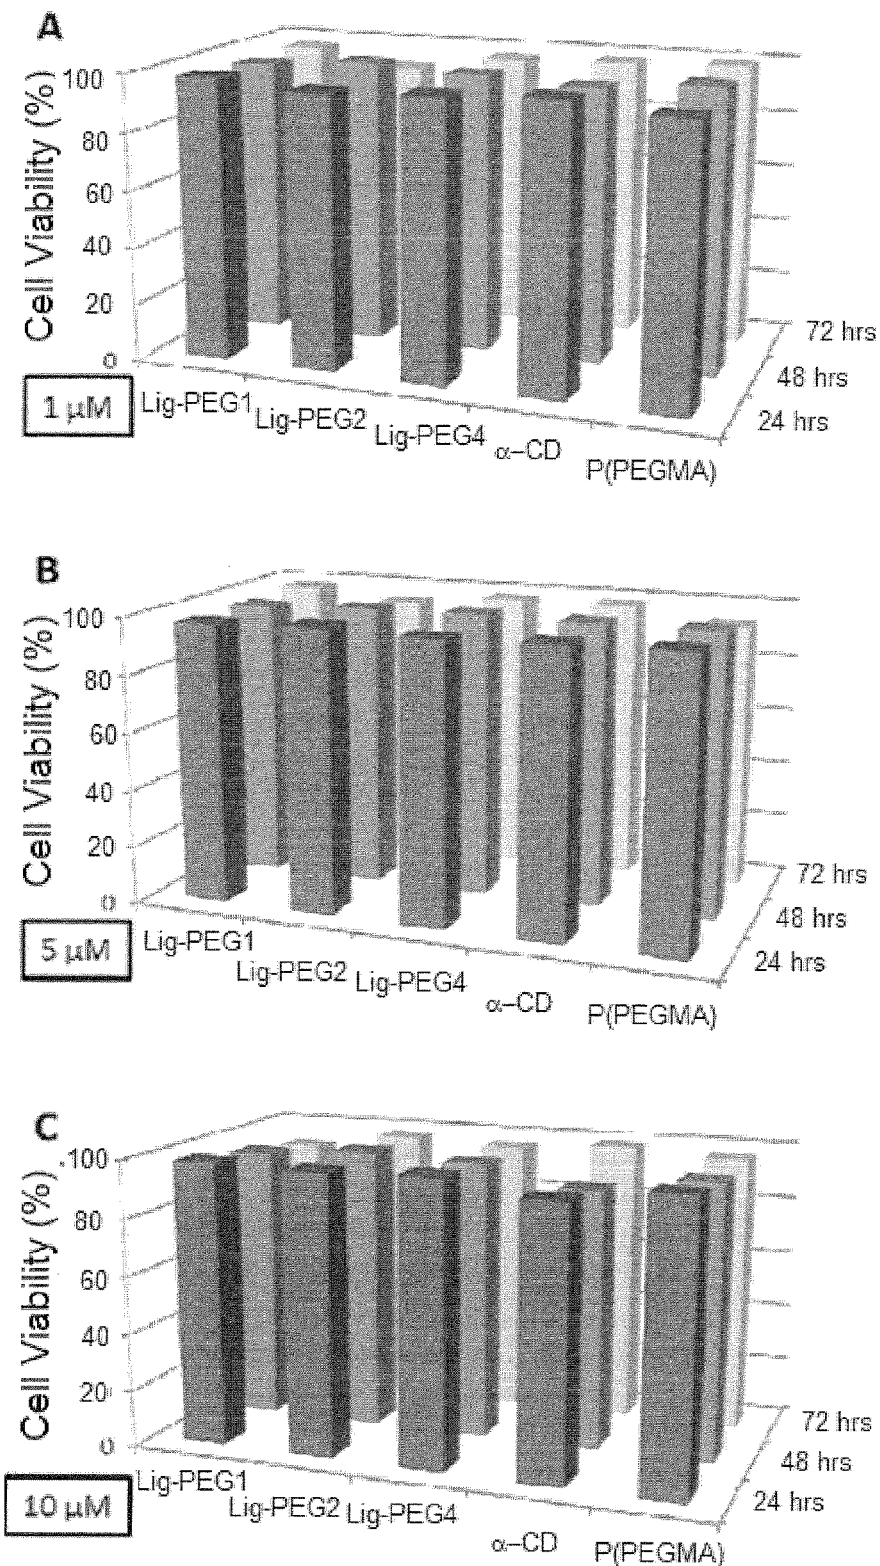 A
Cell Viability (%)
100
80
60
40
20
0
1 μM
Lig-PEG1
Lig-PEG2
Lig-PEG4
α–CD
P(PEGMA)
72 hrs
48 hrs
24 hrs
B
Cell Viability (%)
100
80
60
40
20
0
5 μM
Lig-PEG1
Lig-PEG2
Lig-PEG4
α–CD
P(PEGMA)
72 hrs
48 hrs
24 hrs
C
Cell Viability (%)
100
80
60
40
20
0
10 μM
Lig-PEG1
Lig-PEG2
Lig-PEG4
α–CD
P(PEGMA)
72 hrs
48 hrs
24 hrs